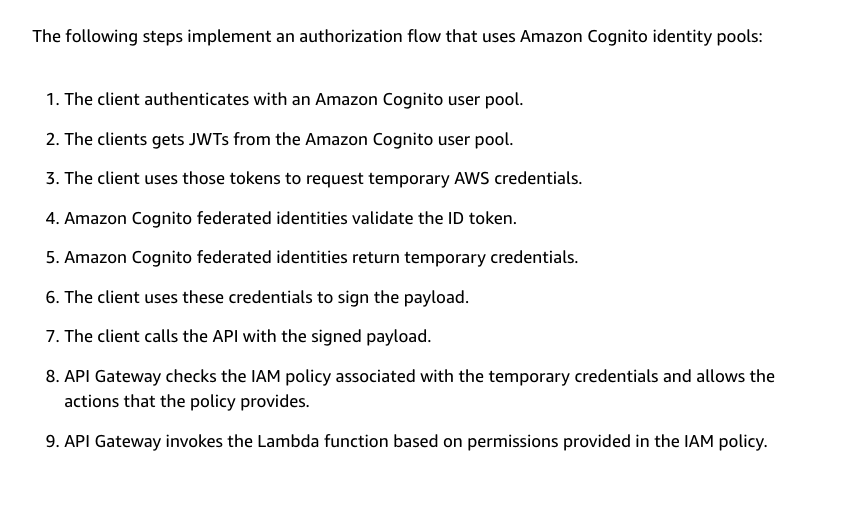 The following steps implement an authorization flow that uses Amazon Cognito identity pools:
1. The client authenticates with an Amazon Cognito user pool.
2. The clients gets JWTs from the Amazon Cognito user pool.
3. The client uses those tokens to request temporary AWS credentials.
4. Amazon Cognito federated identities validate the ID token.
5. Amazon Cognito federated identities return temporary credentials.
6. The client uses these credentials to sign the payload.
7. The client calls the API with the signed payload.
8. API Gateway checks the IAM policy associated with the temporary credentials and allows the
actions that the policy provides.
9. API Gateway invokes the Lambda function based on permissions provided in the IAM policy.